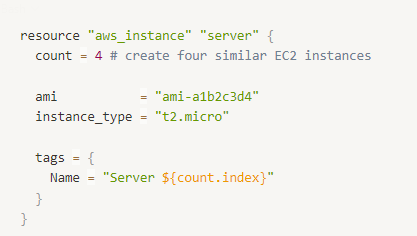 resource "aws_instance" "server" {
  count = 4 # create four similar EC2 instances

  ami           = "ami-a1b2c3d4"
  instance_type = "t2.micro"

  tags = {
    Name = "Server ${count.index}"
  }
}